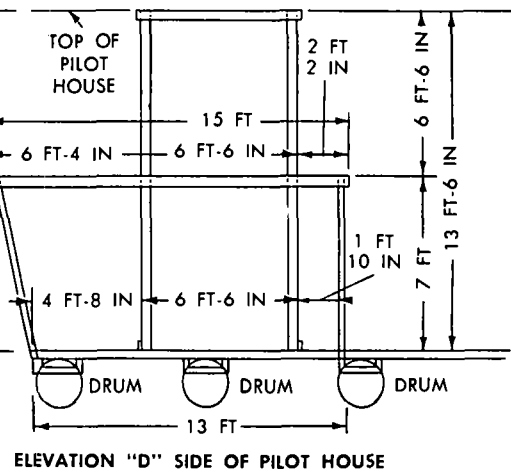 TOP OF
PILOT
HOUSE
2 FT
2 IN
6 FT-6 IN
15 FT
6 FT-4 IN
6 FT-6 IN
13 FT-6 IN
1 FT
10 IN
7 FT
4 FT-8 IN
6 FT-6 IN
DRUM
DRUM
DRUM
13 FT
ELEVATION "D" SIDE OF PILOT HOUSE